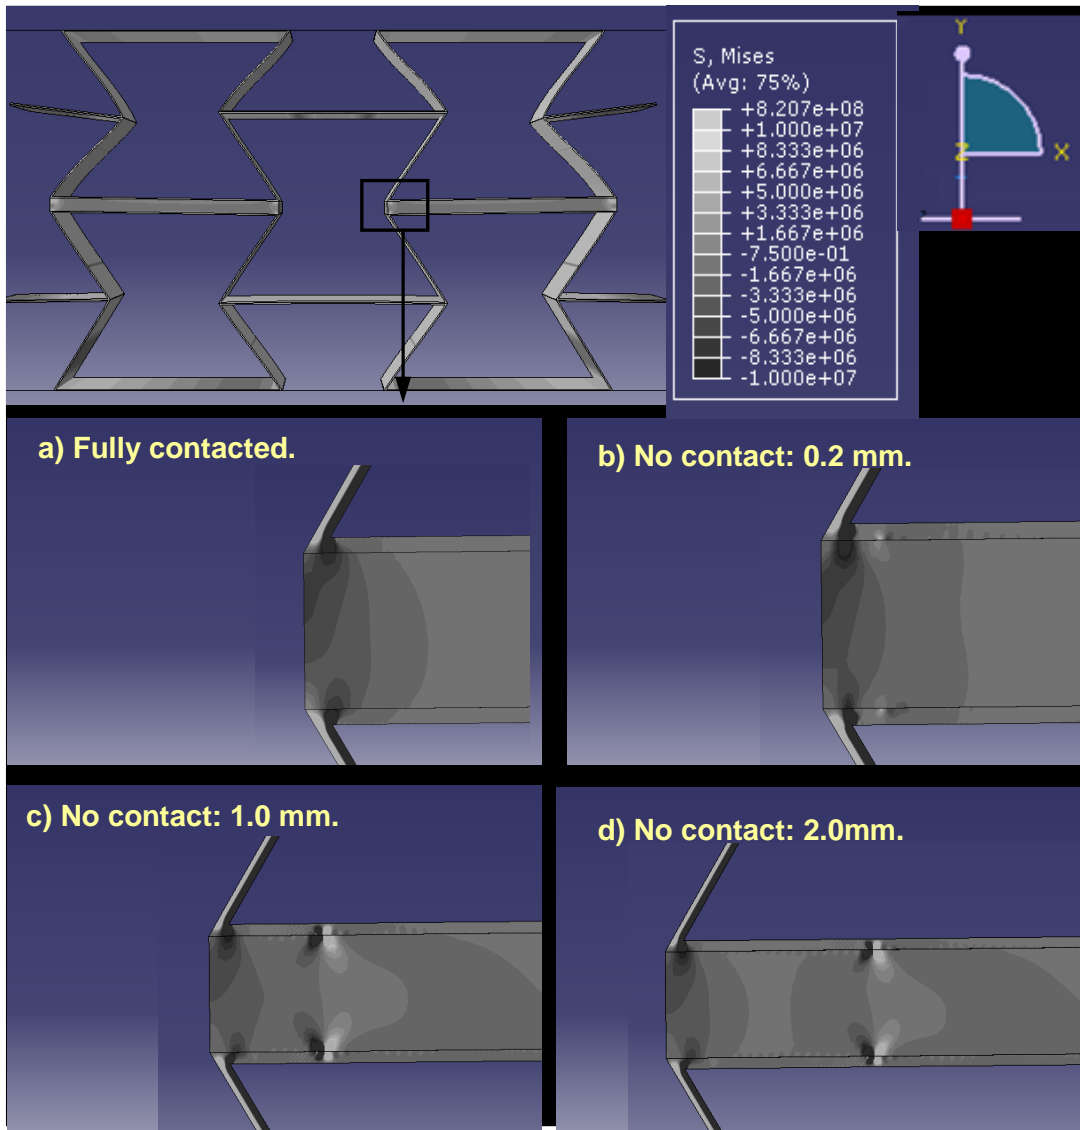 S, Mises
(Avg: 75%)
+8.207e+08
+1.000e+07
+8.333e+06
+6.667e+06
+5.000e+06
+3.333e+06
+1.667e+06
-7.500e-01
-1.667e+06
-3.333e+06
-5.000e+06
-6.667e+06
-8.333e+06
-1.000e+07
Y
Z
X
a) Fully contacted.
b) No contact: 0.2 mm.
c) No contact: 1.0 mm.
d) No contact: 2.0mm.